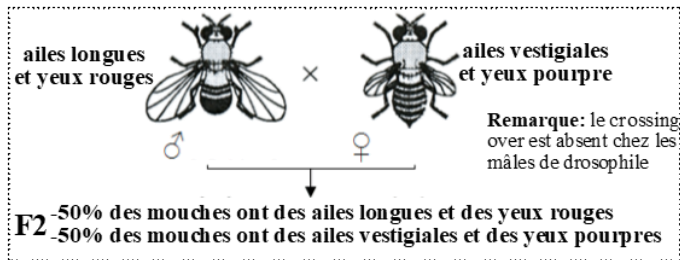 ailes longues
et yeux rouges
×
ailes vestigiales
et yeux pourpre
♂
♀
Remarque: le crossing
over est absent chez les
mâles de drosophile
F2
-50% des mouches ont des ailes longues et des yeux rouges
-50% des mouches ont des ailes vestigiales et des yeux pourpres